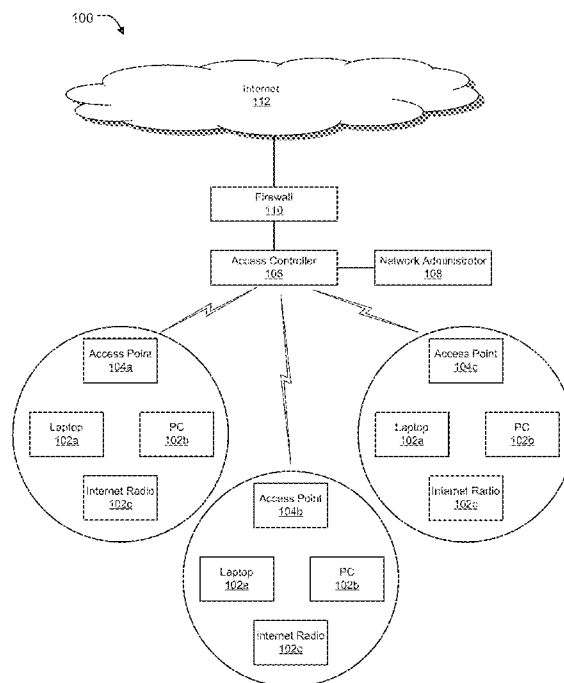 100
Internet
112
Firewall
110
Access Controller
106
Network Administrator
108
Access Point
104a
Laptop
102a
PC
102b
Internet Radio
102c
Access Point
104b
Laptop
102a
PC
102b
Internet Radio
102c
Access Point
104c
Laptop
102a
PC
102b
Internet Radio
102c